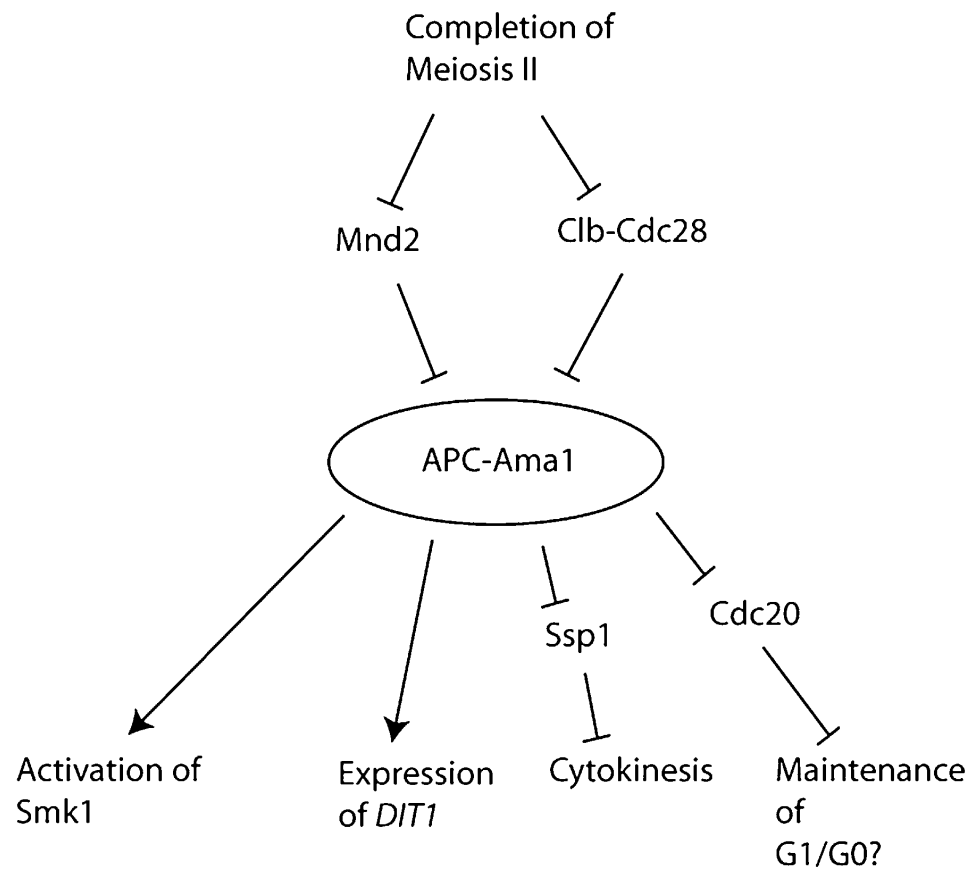 Completion of
Meiosis II
Mnd2
Clb-Cdc28
APC-Ama1
Cdc20
Ssp1
Activation of
Smk1
Expression
of DIT1
Cytokinesis
Maintenance
of
G1/G0?